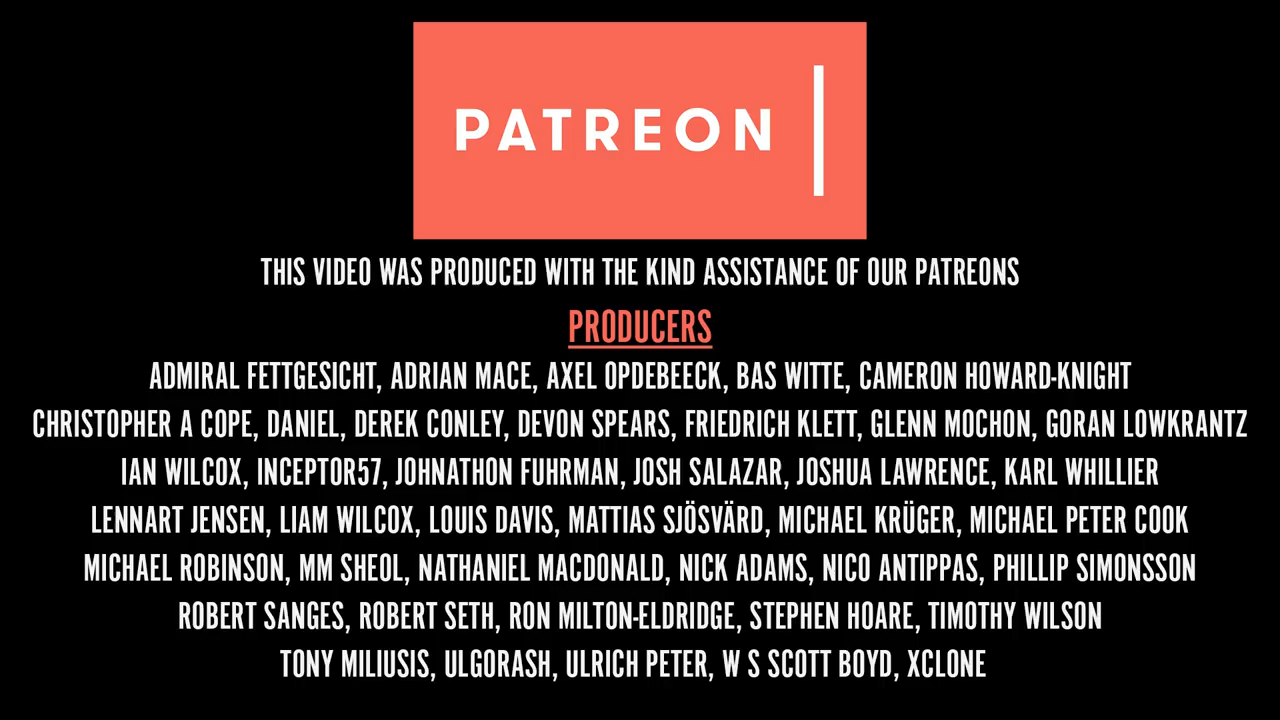 PATREON
THIS VIDEO WAS PRODUCED WITH THE KIND ASSISTANCE OF OUR PATREONS
PRODUCERS
ADMIRAL FETTGESICHT, ADRIAN MACE, AXEL OPDEBEECK, BAS WITTE, CAMERON HOWARD-KNIGHT
CHRISTOPHER A COPE, DANIEL, DEREK CONLEY, DEVON SPEARS, FRIEDRICH KLETT, GLENN MOCHON, GORAN LOWKRANTZ
IAN WILCOX, INCEPTOR57, JOHNATHON FUHRMAN, JOSH SALAZAR, JOSHUA LAWRENCE, KARL WHILLIER
LENNART JENSEN, LIAM WILCOX, LOUIS DAVIS, MATTIAS SJÖSVÄRD, MICHAEL KRÜGER, MICHAEL PETER COOK
MICHAEL ROBINSON, MM SHEOL, NATHANIEL MACDONALD, NICK ADAMS, NICO ANTIPPAS, PHILLIP SIMONSSON
ROBERT SANGES, ROBERT SETH, RON MILTON-ELDRIDGE, STEPHEN HOARE, TIMOTHY WILSON
TONY MILIUSIS, ULGORASH, ULRICH PETER, W S SCOTT BOYD, XCLONE